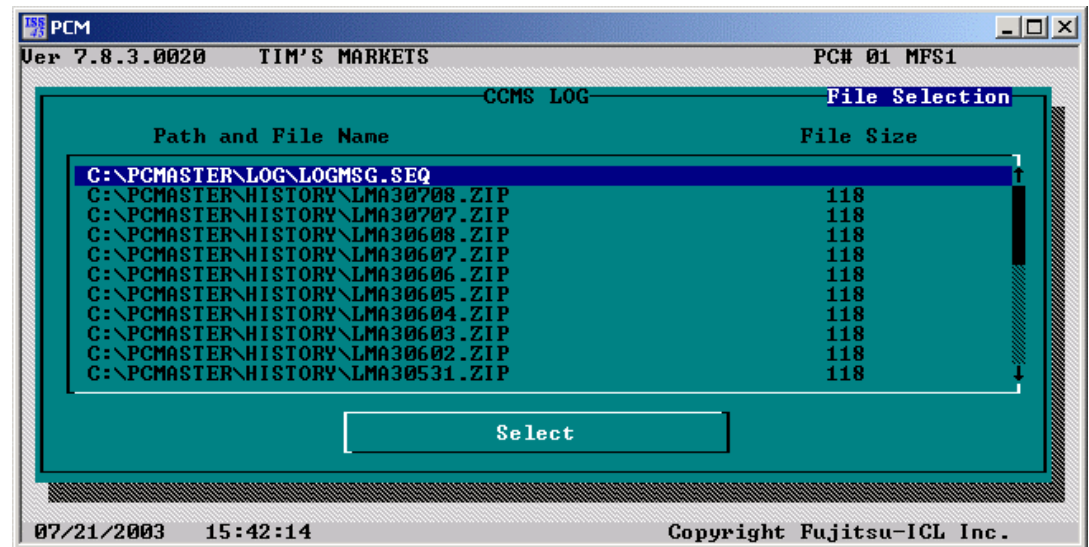 ISS 45 PCM
Ver 7.8.3.0020 TIM'S MARKETS PC# 01 MFS1
CCMS LOG File Selection
Path and File Name File Size
C:\PCMASTER\LOG\LOGMSG.SEQ
C:\PCMASTER\HISTORY\LMA30708.ZIP 118
C:\PCMASTER\HISTORY\LMA30707.ZIP 118
C:\PCMASTER\HISTORY\LMA30608.ZIP 118
C:\PCMASTER\HISTORY\LMA30607.ZIP 118
C:\PCMASTER\HISTORY\LMA30606.ZIP 118
C:\PCMASTER\HISTORY\LMA30605.ZIP 118
C:\PCMASTER\HISTORY\LMA30604.ZIP 118
C:\PCMASTER\HISTORY\LMA30603.ZIP 118
C:\PCMASTER\HISTORY\LMA30602.ZIP 118
C:\PCMASTER\HISTORY\LMA30531.ZIP 118
Select
07/21/2003 15:42:14 Copyright Fujitsu-ICL Inc.